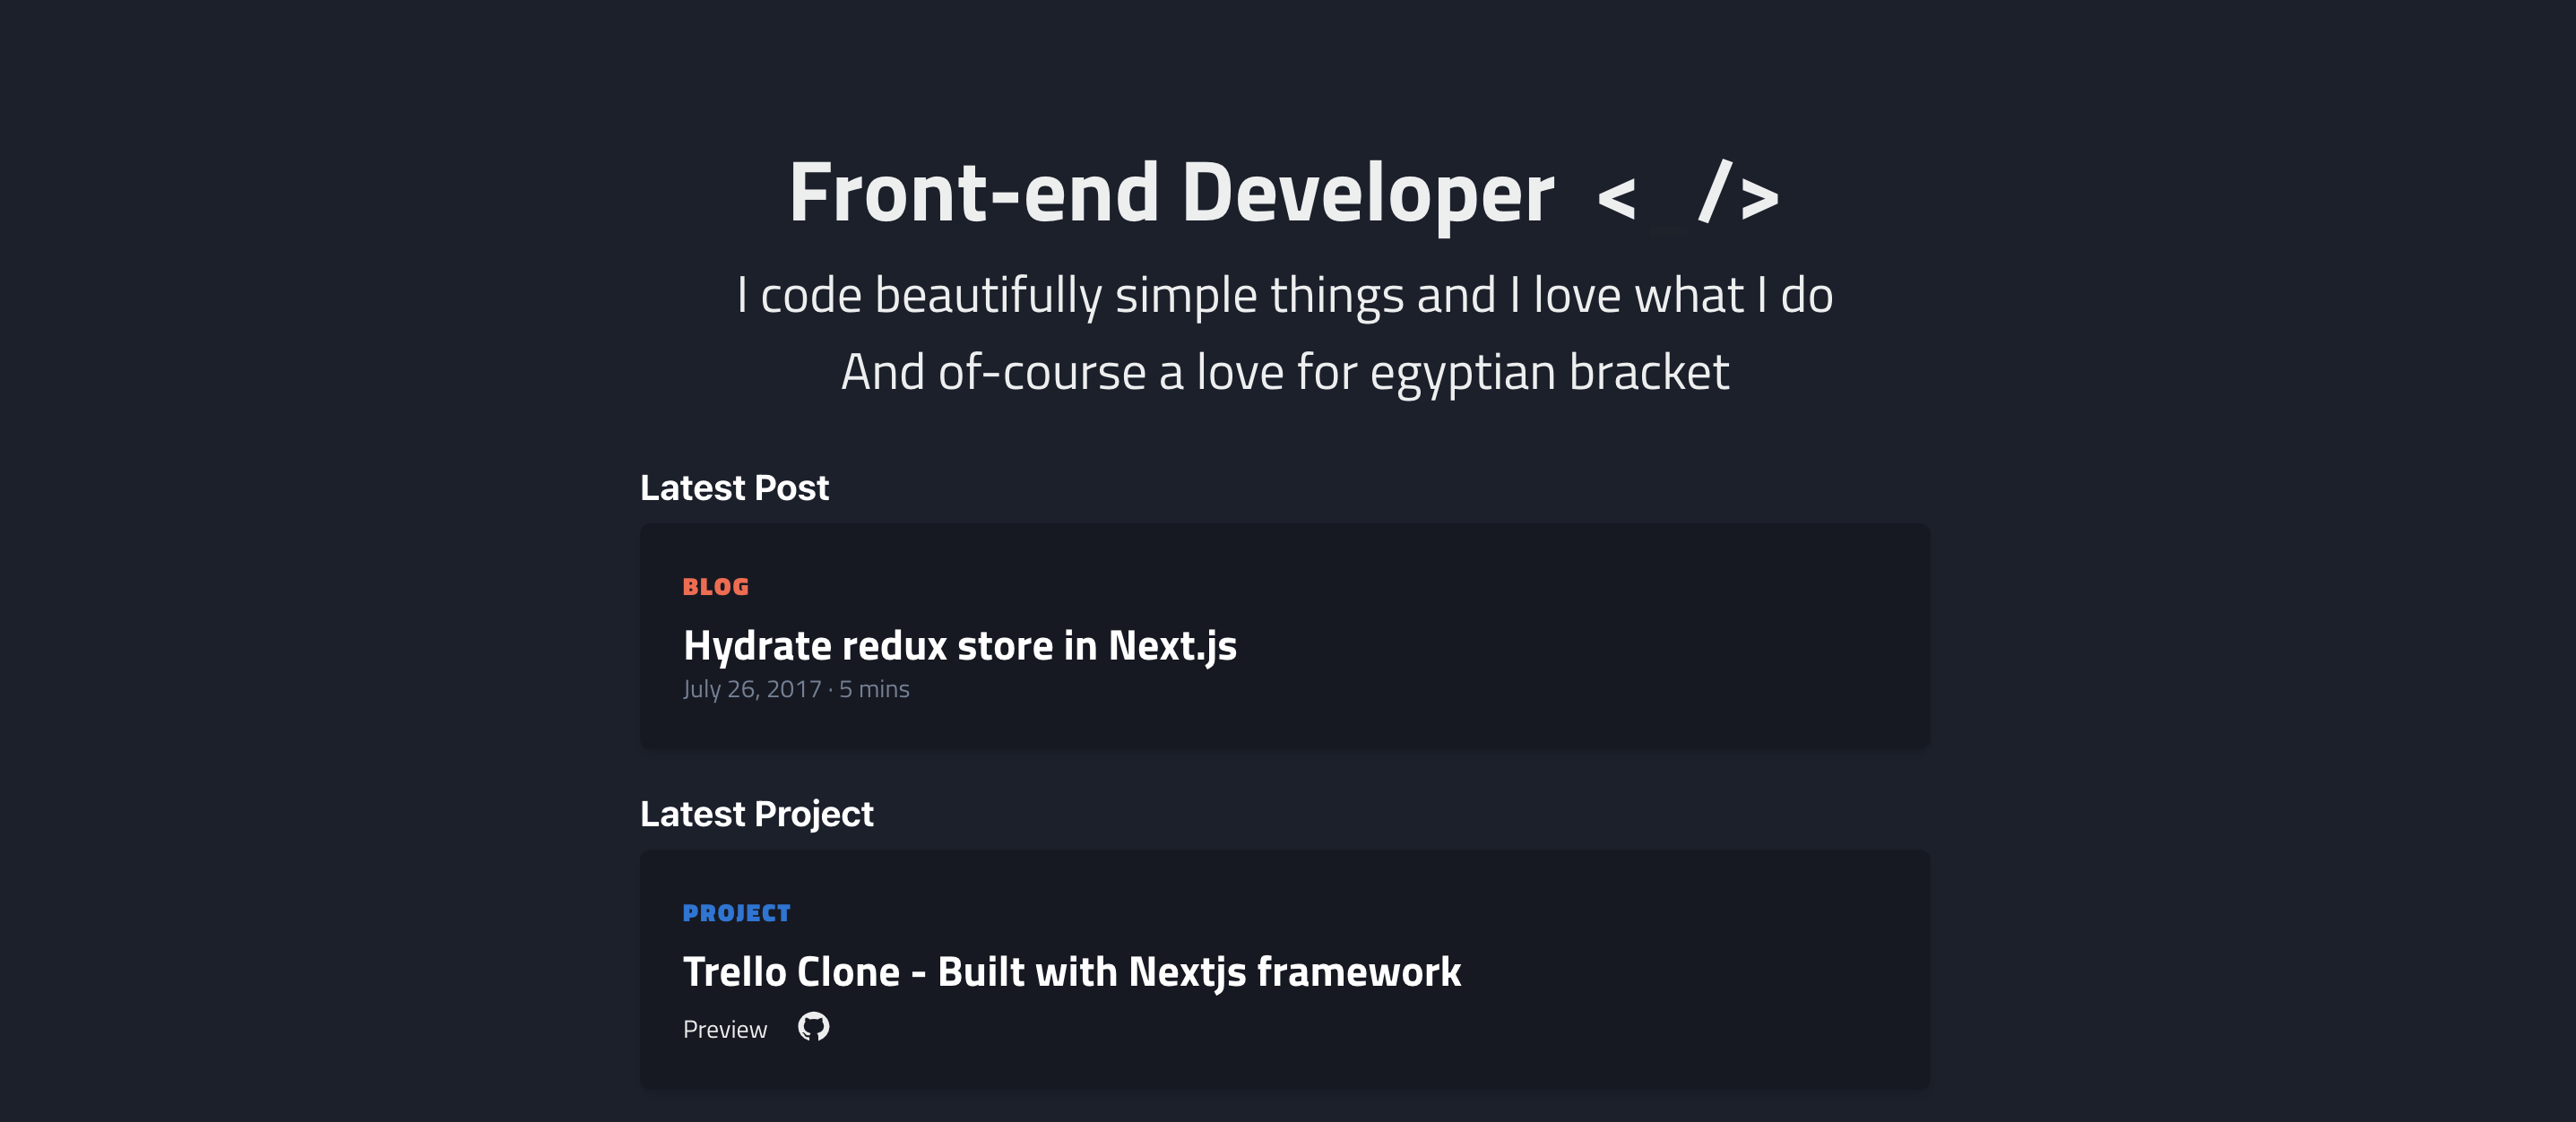 Front-end Developer < />
I code beautifully simple things and I love what I do
And of-course a love for egyptian bracket
Latest Post
BLOG
Hydrate redux store in Next.js
July 26, 2017 · 5 mins
Latest Project
PROJECT
Trello Clone - Built with Nextjs framework
Preview